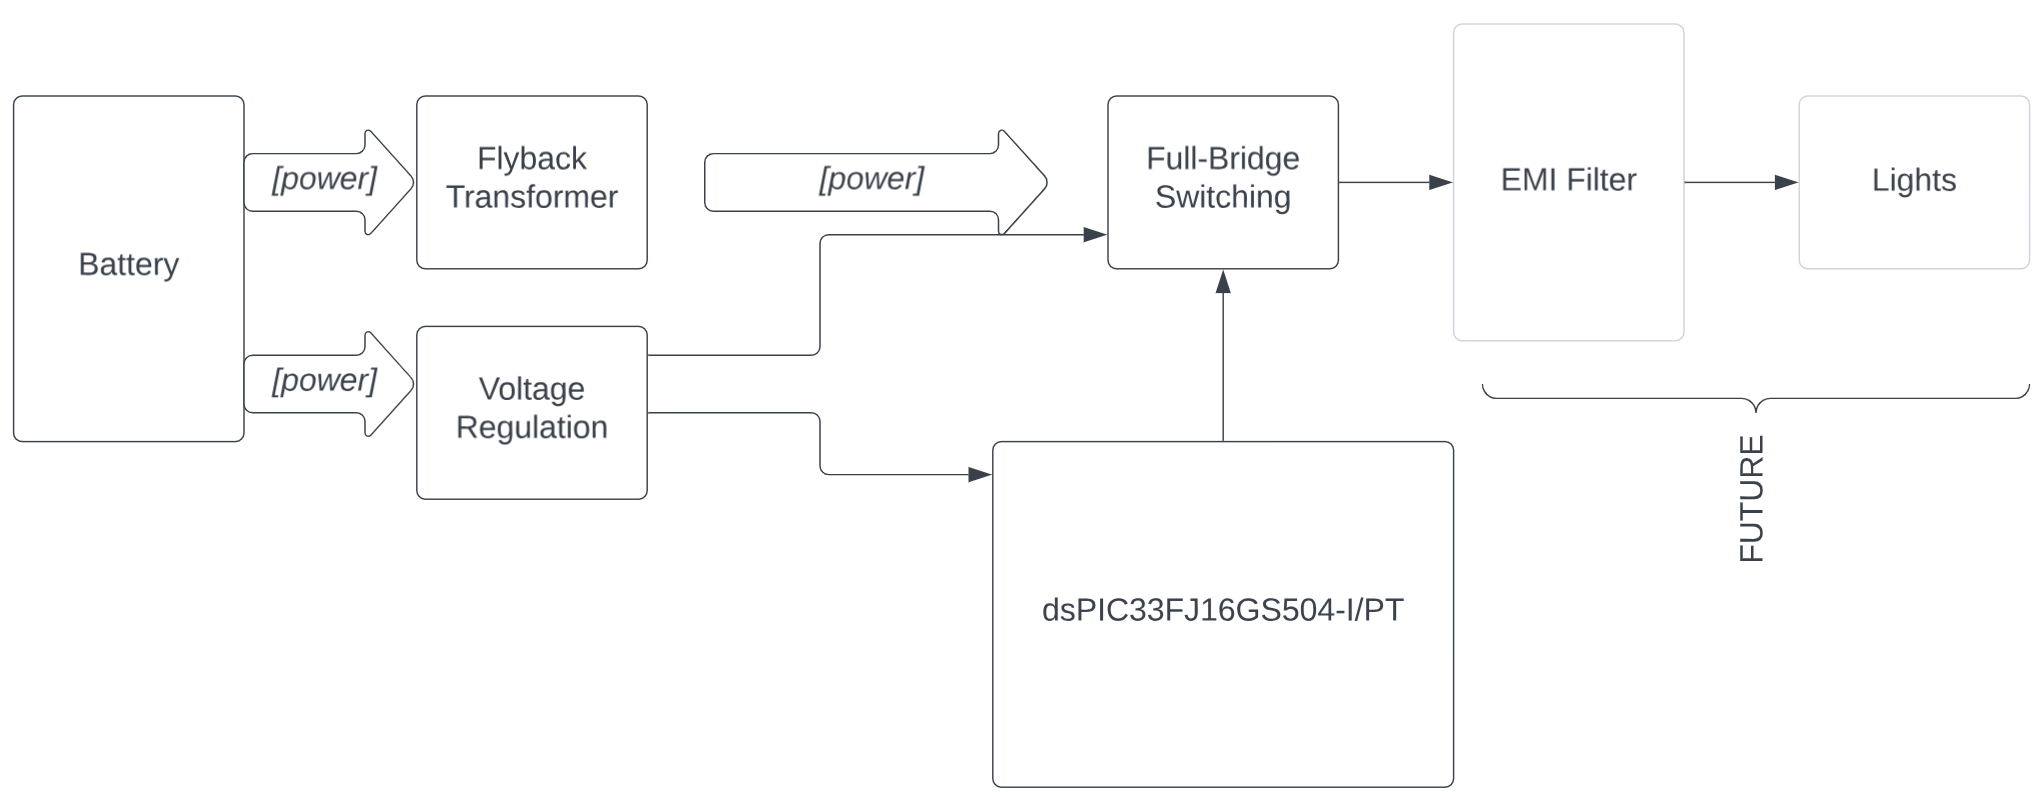 Battery
[power]
Flyback
Transformer
[power]
Full-Bridge
Switching
EMI Filter
Lights
[power]
Voltage
Regulation
FUTURE
dsPIC33FJ16GS504-I/PT